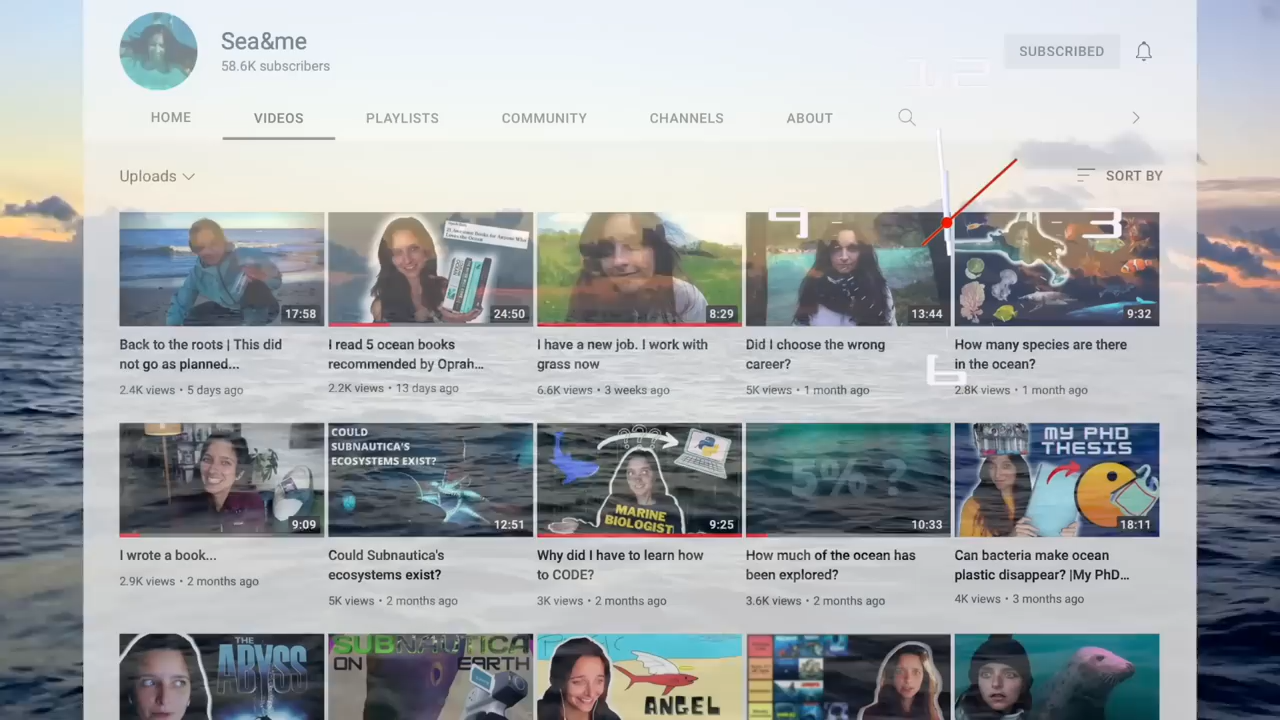 Sea&me
58.6K subscribers
SUBSCRIBED
HOME
VIDEOS
PLAYLISTS
COMMUNITY
CHANNELS
ABOUT
12
Uploads
SORT BY
9
3
17:58
24:50
8:29
13:44
9:32
Back to the roots | This did
not go as planned...
2.4K views • 5 days ago
I read 5 ocean books
recommended by Oprah...
2.2K views • 13 days ago
I have a new job. I work with
grass now
6.6K views • 3 weeks ago
Did I choose the wrong
career?
5K views • 1 month ago
How many species are there
in the ocean?
2.8K views • 1 month ago
6
9:09
COULD
SUBNAUTICA'S
ECOSYSTEMS EXIST?
12:51
MARINE
BIOLOGIST
9:25
5% ?
10:33
MY PHD
THESIS
18:11
I wrote a book...
2.9K views • 2 months ago
Could Subnautica's
ecosystems exist?
5K views • 2 months ago
Why did I have to learn how
to CODE?
3K views • 2 months ago
How much of the ocean has
been explored?
3.6K views • 2 months ago
Can bacteria make ocean
plastic disappear? |My PhD...
4K views • 3 months ago
THE
ABYSS
SUBNAUTICA
ON EARTH
ANGEL